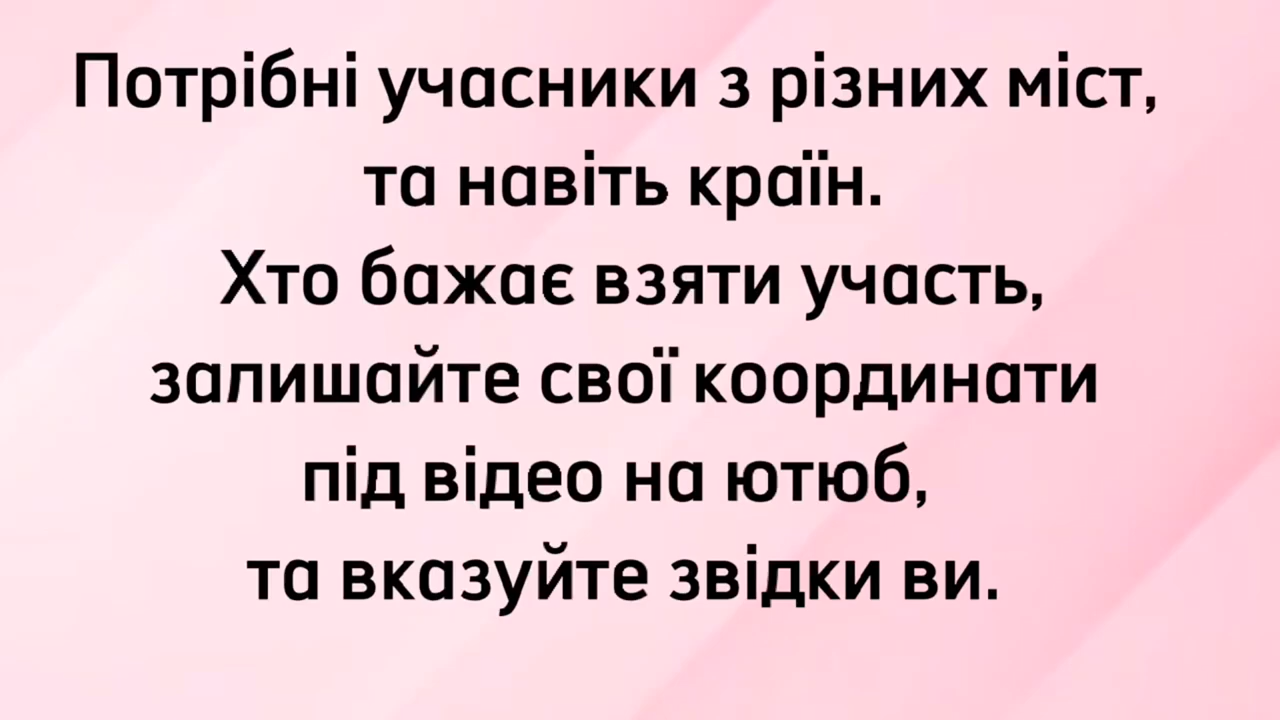 Потрібні учасники з різних міст,
та навіть країн.
Хто бажає взяти участь,
залишайте свої координати
під відео на ютюб,
та вказуйте звідки ви.